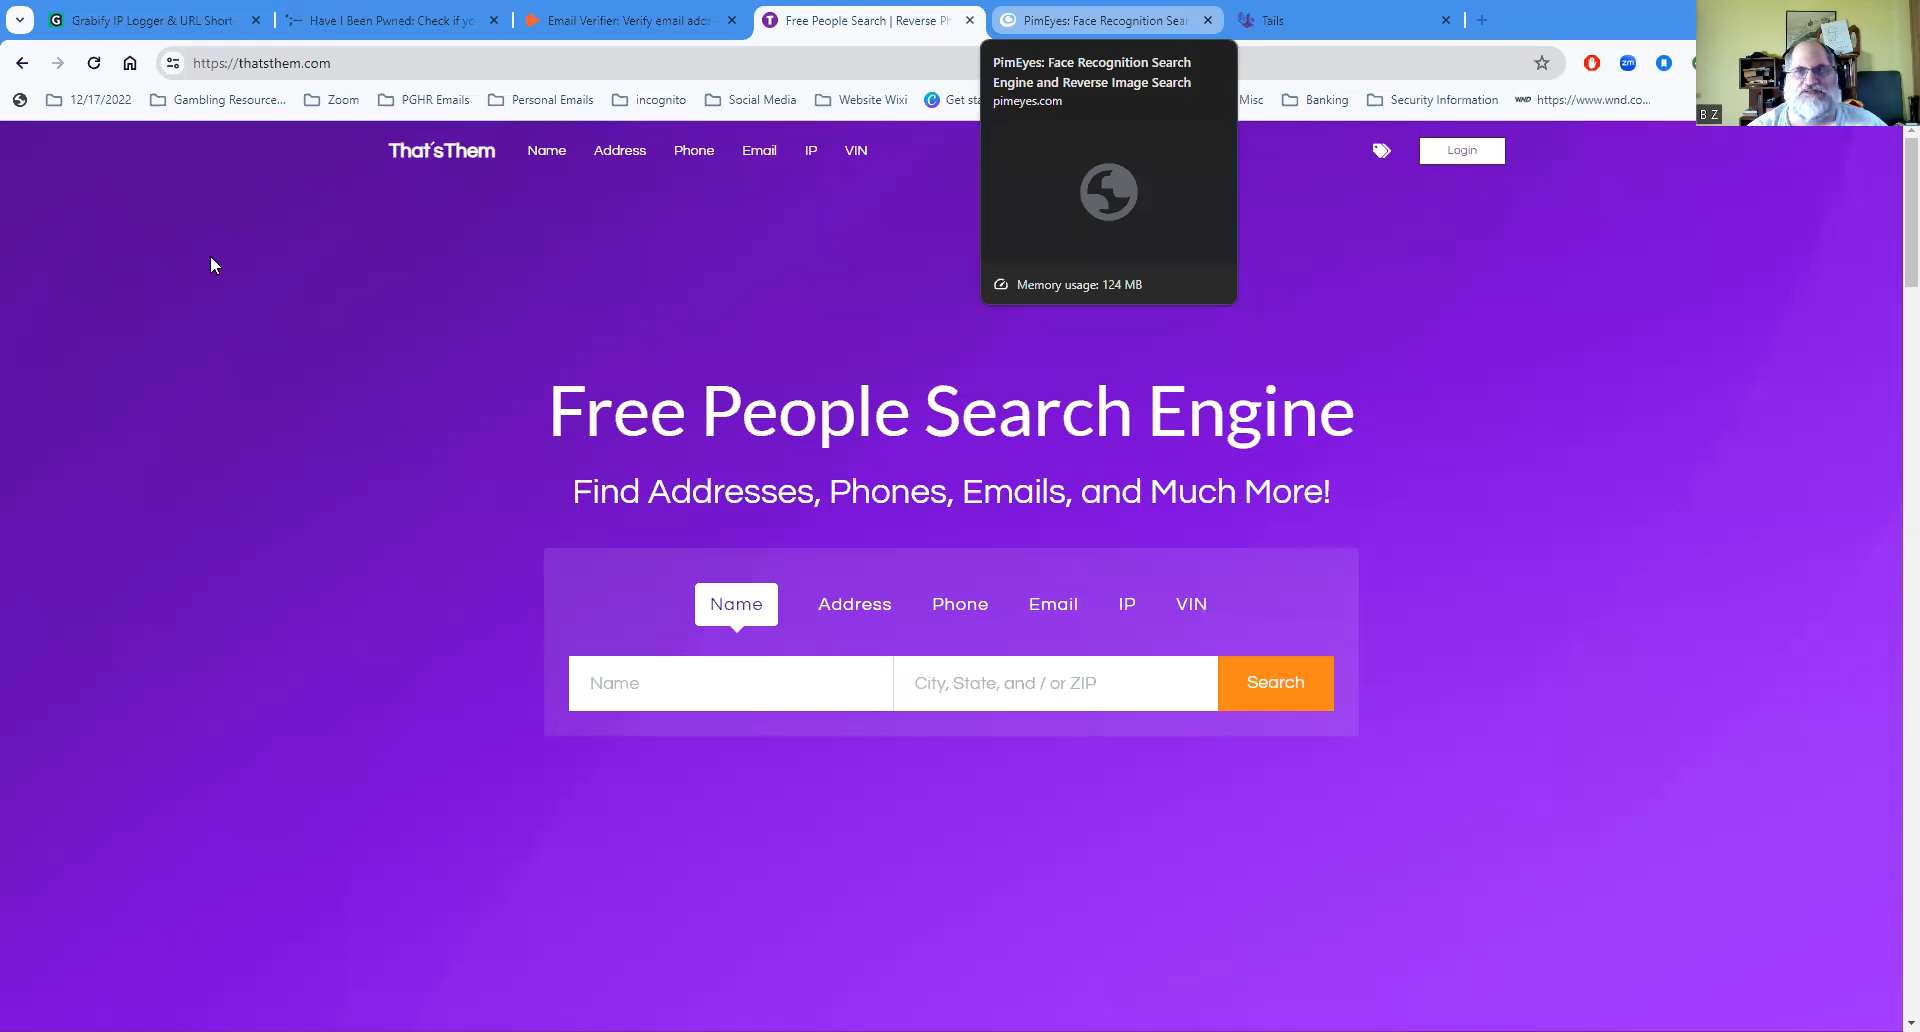 Grabify IP Logger & URL Short
Have I Been Pwned: Check if yo
Email Verifier: Verify email addr
Free People Search | Reverse Ph
PimEyes: Face Recognition Sear
Tails
https://thatsthem.com
12/17/2022
Gambling Resource...
Zoom
PGHR Emails
Personal Emails
incognito
Social Media
Website Wixi
Get sta
Misc
Banking
Security Information
WND https://www.wnd.co...
PimEyes: Face Recognition Search
Engine and Reverse Image Search
pimeyes.com
Memory usage: 124 MB
zm
B Z
That'sThem
Name
Address
Phone
Email
IP
VIN
Login
Free People Search Engine
Find Addresses, Phones, Emails, and Much More!
Name
Address
Phone
Email
IP
VIN
Name
City, State, and / or ZIP
Search